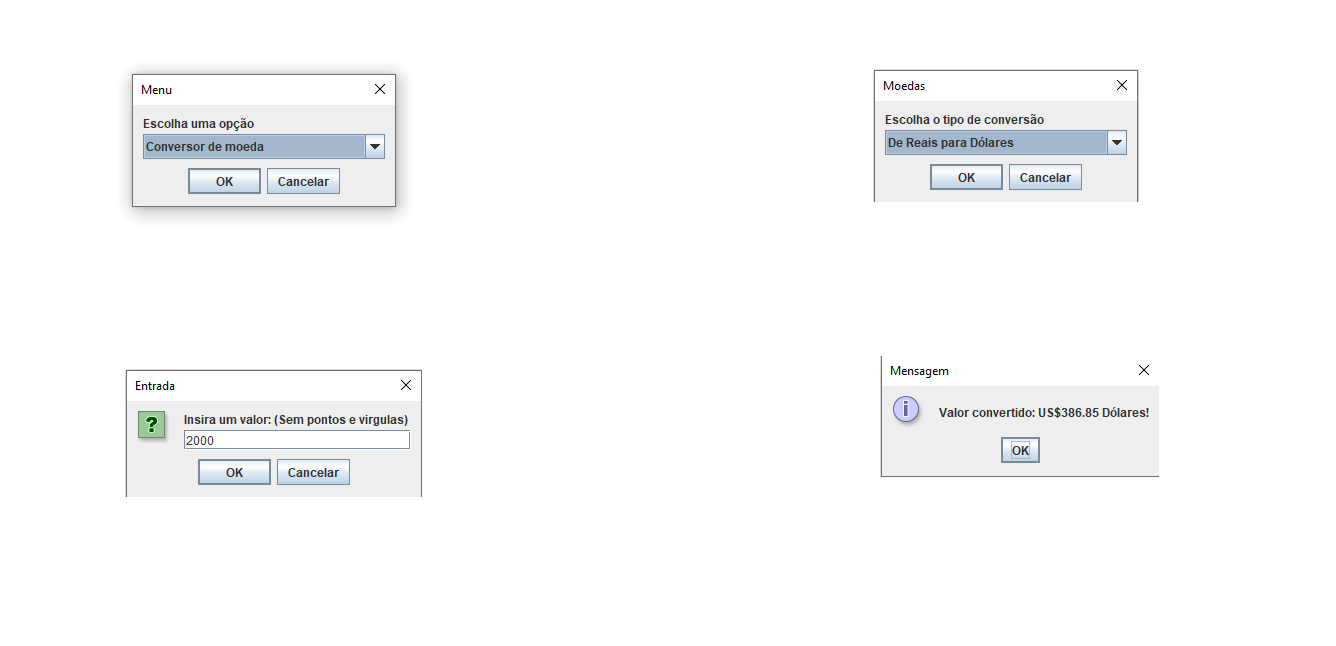 Menu
Escolha uma opção
Conversor de moeda
OK
Cancelar
Moedas
Escolha o tipo de conversão
De Reais para Dólares
OK
Cancelar
Entrada
?
Insira um valor: (Sem pontos e virgulas)
2000
OK
Cancelar
Mensagem
i
Valor convertido: US$386.85 Dólares!
OK